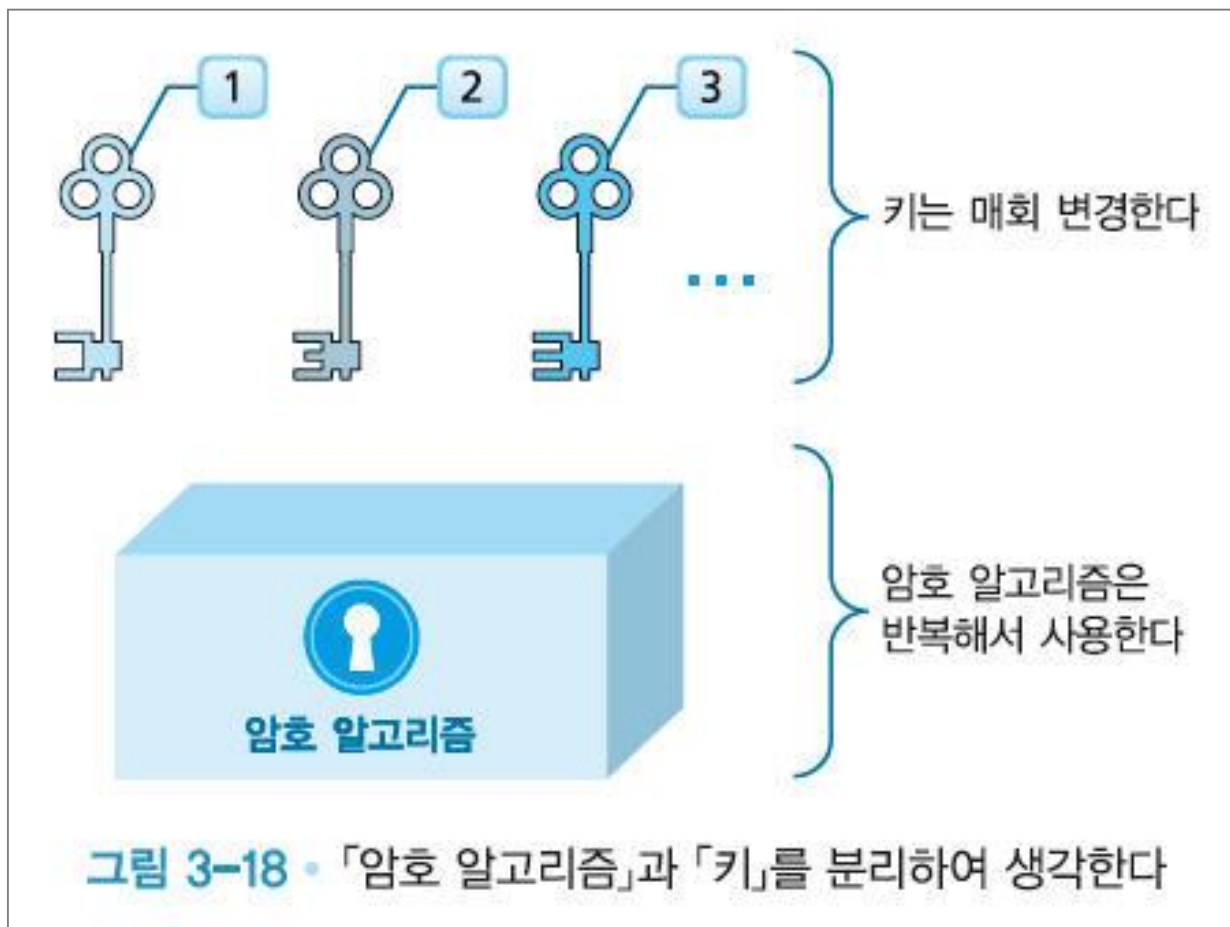 1
2
3
키는 매회 변경한다
암호 알고리즘은
반복해서 사용한다
암호 알고리즘
그림 3-18 • 「암호 알고리즘」과 「키」를 분리하여 생각한다